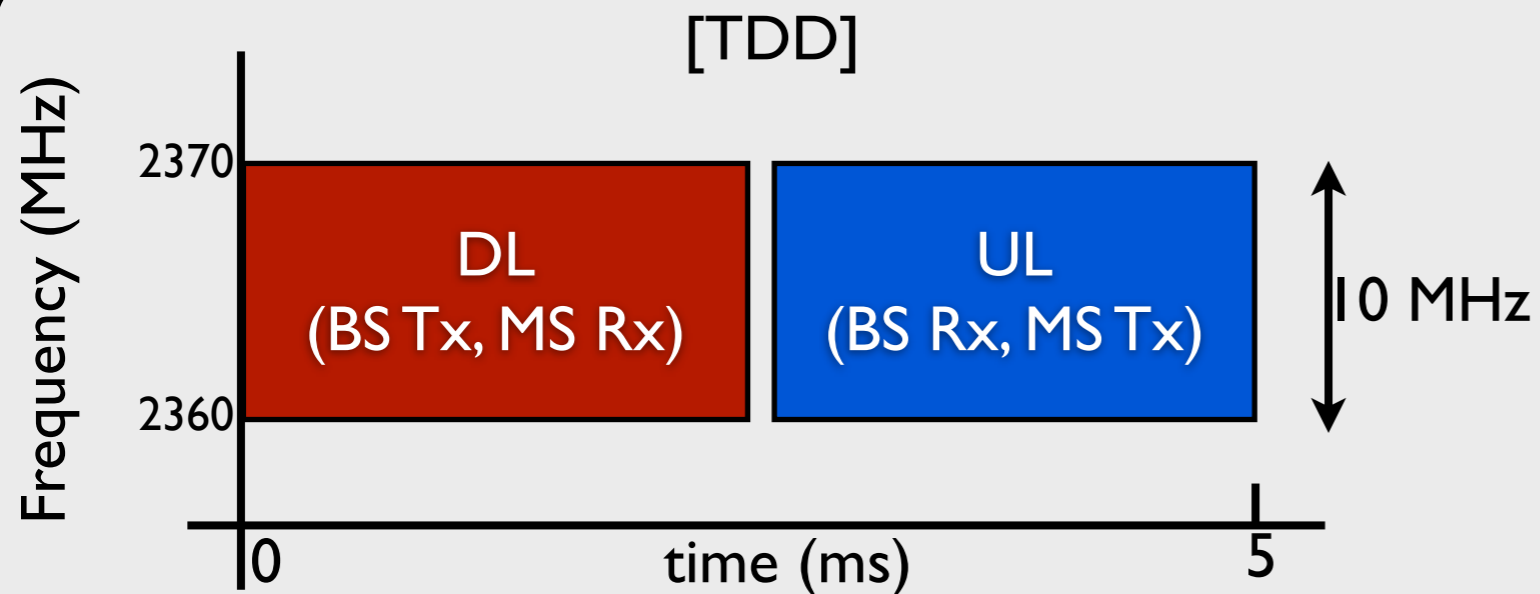 [TDD]
Frequency (MHz)
2370
DL
(BS Tx, MS Rx)
UL
(BS Rx, MS Tx)
10 MHz
2360
0
time (ms)
5